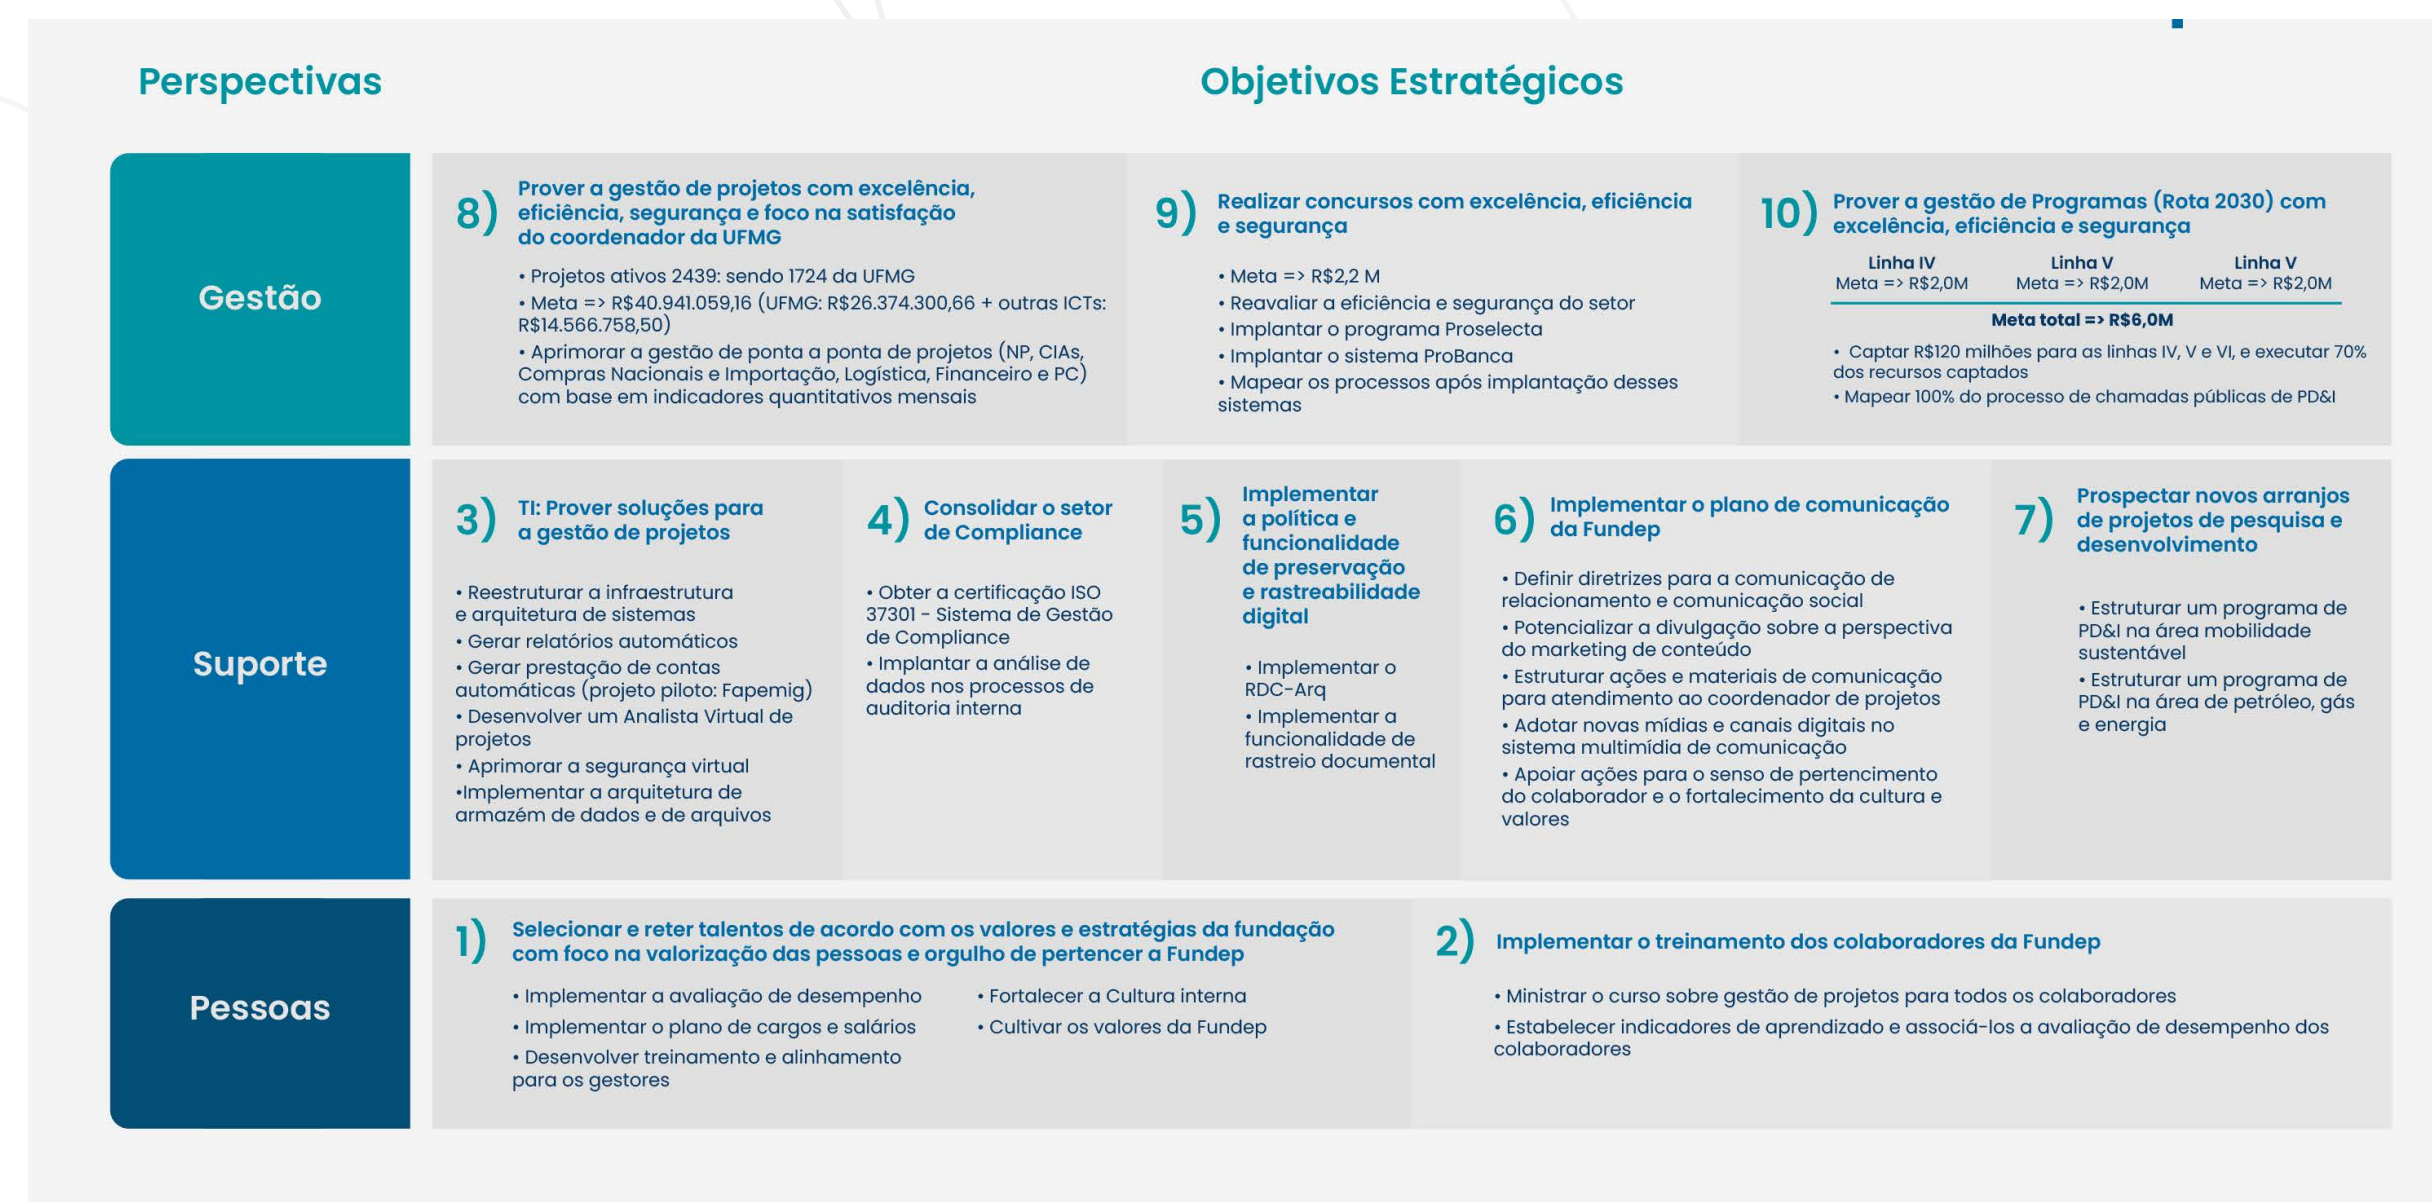 Perspectivas
Objetivos Estratégicos
Gestão
8)
Prover a gestão de projetos com excelência,
eficiência, segurança e foco na satisfação
do coordenador da UFMG
• Projetos ativos 2439: sendo 1724 da UFMG
• Meta => R$40.941.059,16 (UFMG: R$26.374.300,66 + outras ICTs:
R$14.566.758,50)
• Aprimorar a gestão de ponta a ponta de projetos (NP, CIAs,
Compras Nacionais e Importação, Logística, Financeiro e PC)
com base em indicadores quantitativos mensais
9)
Realizar concursos com excelência, eficiência
e segurança
• Meta => R$2,2 M
• Reavaliar a eficiência e segurança do setor
• Implantar o programa Proselecta
• Implantar o sistema ProBanca
• Mapear os processos após implantação desses
sistemas
10)
Prover a gestão de Programas (Rota 2030) com
excelência, eficiência e segurança
Linha IV Linha V Linha V
Meta => R$2,0M Meta => R$2,0M Meta => R$2,0M
Meta total => R$6,0M
• Captar R$120 milhões para as linhas IV, V e VI, e executar 70%
dos recursos captados
• Mapear 100% do processo de chamadas públicas de PD&I
Suporte
3)
TI: Prover soluções para
a gestão de projetos
• Reestruturar a infraestrutura
e arquitetura de sistemas
• Gerar relatórios automáticos
• Gerar prestação de contas
automáticas (projeto piloto: Fapemig)
• Desenvolver um Analista Virtual de
projetos
• Aprimorar a segurança virtual
•Implementar a arquitetura de
armazém de dados e de arquivos
4)
Consolidar o setor
de Compliance
• Obter a certificação ISO
37301 - Sistema de Gestão
de Compliance
• Implantar a análise de
dados nos processos de
auditoria interna
5)
Implementar
a política e
funcionalidade
de preservação
e rastreabilidade
digital
• Implementar o
RDC-Arq
• Implementar a
funcionalidade de
rastreio documental
6)
Implementar o plano de comunicação
da Fundep
• Definir diretrizes para a comunicação de
relacionamento e comunicação social
• Potencializar a divulgação sobre a perspectiva
do marketing de conteúdo
• Estruturar ações e materiais de comunicação
para atendimento ao coordenador de projetos
• Adotar novas mídias e canais digitais no
sistema multimídia de comunicação
• Apoiar ações para o senso de pertencimento
do colaborador e o fortalecimento da cultura e
valores
7)
Prospectar novos arranjos
de projetos de pesquisa e
desenvolvimento
• Estruturar um programa de
PD&I na área mobilidade
sustentável
• Estruturar um programa de
PD&I na área de petróleo, gás
e energia
Pessoas
1)
Selecionar e reter talentos de acordo com os valores e estratégias da fundação
com foco na valorização das pessoas e orgulho de pertencer a Fundep
• Implementar a avaliação de desempenho
• Implementar o plano de cargos e salários
• Desenvolver treinamento e alinhamento
para os gestores
• Fortalecer a Cultura interna
• Cultivar os valores da Fundep
2)
Implementar o treinamento dos colaboradores da Fundep
• Ministrar o curso sobre gestão de projetos para todos os colaboradores
• Estabelecer indicadores de aprendizado e associá-los a avaliação de desempenho dos
colaboradores